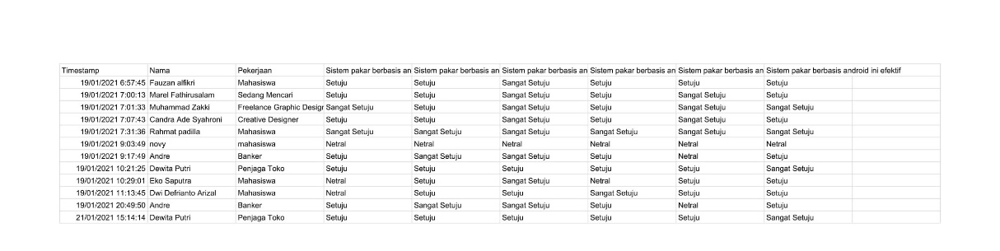 Timestamp Nama Pekerjaan Sistem pakar berbasis an Sistem pakar berbasis an Sistem pakar berbasis an Sistem pakar berbasis an Sistem pakar berbasis an Sistem pakar berbasis android ini efektif
19/01/2021 6:57:45 Fauzan alfikri Mahasiswa Setuju Setuju Sangat Setuju Setuju Setuju Setuju
19/01/2021 7:00:13 Marel Fathirusalam Sedang Mencari Setuju Setuju Sangat Setuju Setuju Sangat Setuju Setuju
19/01/2021 7:01:33 Muhammad Zakki Freelance Graphic Desigr Sangat Setuju Setuju Sangat Setuju Setuju Sangat Setuju Sangat Setuju
19/01/2021 7:07:43 Candra Ade Syahroni Creative Designer Setuju Setuju Sangat Setuju Setuju Sangat Setuju Setuju
19/01/2021 7:31:36 Rahmat padilla Mahasiswa Sangat Setuju Sangat Setuju Sangat Setuju Sangat Setuju Sangat Setuju Sangat Setuju
19/01/2021 9:03:49 novy mahasiswa Netral Netral Netral Netral Netral Netral
19/01/2021 9:17:49 Andre Banker Setuju Sangat Setuju Sangat Setuju Setuju Netral Setuju
19/01/2021 10:21:25 Dewita Putri Penjaga Toko Setuju Setuju Setuju Setuju Setuju Sangat Setuju
19/01/2021 10:29:01 Eko Saputra Mahasiswa Netral Setuju Sangat Setuju Netral Setuju Setuju
19/01/2021 11:13:45 Dwi Defrianto Arizal Mahasiswa Netral Setuju Setuju Sangat Setuju Setuju Setuju
19/01/2021 20:49:50 Andre Banker Setuju Sangat Setuju Sangat Setuju Setuju Netral Setuju
21/01/2021 15:14:14 Dewita Putri Penjaga Toko Setuju Setuju Setuju Setuju Setuju Sangat Setuju